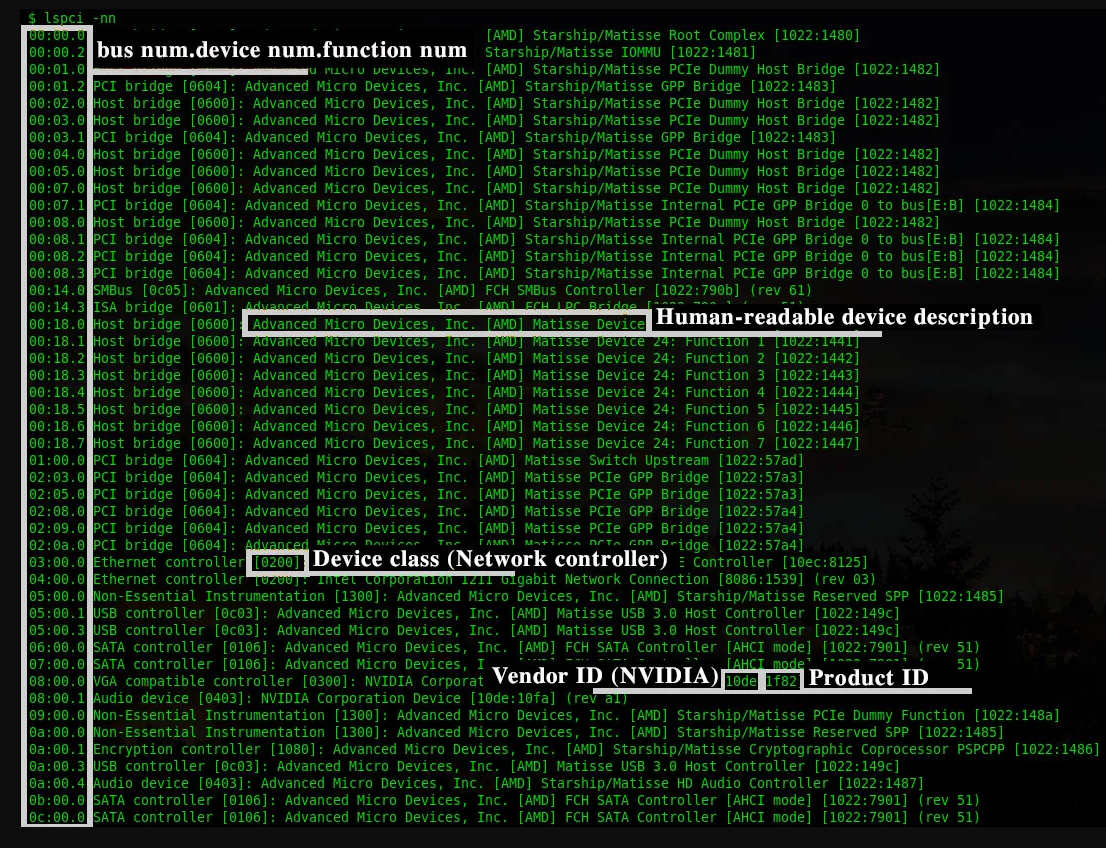 $ lspci -nn
00:00.0 [AMD] Starship/Matisse Root Complex [1022:1480]
bus num.device num.function num
00:00.2 Starship/Matisse IOMMU [1022:1481]
00:01.0 Micro Devices, Inc. [AMD] Starship/Matisse PCIe Dummy Host Bridge [1022:1482]
00:01.2 PCI bridge [0604]: Advanced Micro Devices, Inc. [AMD] Starship/Matisse GPP Bridge [1022:1483]
00:02.0 Host bridge [0600]: Advanced Micro Devices, Inc. [AMD] Starship/Matisse PCIe Dummy Host Bridge [1022:1482]
00:03.0 Host bridge [0600]: Advanced Micro Devices, Inc. [AMD] Starship/Matisse PCIe Dummy Host Bridge [1022:1482]
00:03.1 PCI bridge [0604]: Advanced Micro Devices, Inc. [AMD] Starship/Matisse GPP Bridge [1022:1483]
00:04.0 Host bridge [0600]: Advanced Micro Devices, Inc. [AMD] Starship/Matisse PCIe Dummy Host Bridge [1022:1482]
00:05.0 Host bridge [0600]: Advanced Micro Devices, Inc. [AMD] Starship/Matisse PCIe Dummy Host Bridge [1022:1482]
00:07.0 Host bridge [0600]: Advanced Micro Devices, Inc. [AMD] Starship/Matisse PCIe Dummy Host Bridge [1022:1482]
00:07.1 PCI bridge [0604]: Advanced Micro Devices, Inc. [AMD] Starship/Matisse Internal PCIe GPP Bridge 0 to bus[E:B] [1022:1484]
00:08.0 Host bridge [0600]: Advanced Micro Devices, Inc. [AMD] Starship/Matisse PCIe Dummy Host Bridge [1022:1482]
00:08.1 PCI bridge [0604]: Advanced Micro Devices, Inc. [AMD] Starship/Matisse Internal PCIe GPP Bridge 0 to bus[E:B] [1022:1484]
00:08.2 PCI bridge [0604]: Advanced Micro Devices, Inc. [AMD] Starship/Matisse Internal PCIe GPP Bridge 0 to bus[E:B] [1022:1484]
00:08.3 PCI bridge [0604]: Advanced Micro Devices, Inc. [AMD] Starship/Matisse Internal PCIe GPP Bridge 0 to bus[E:B] [1022:1484]
00:14.0 SMBus [0c05]: Advanced Micro Devices, Inc. [AMD] FCH SMBus Controller [1022:790b] (rev 61)
00:14.3 ISA bridge [0601]: Advanced Micro Devices, Inc. [AMD] FCH LPC Bridge
00:18.0 Host bridge [0600]: Advanced Micro Devices, Inc. [AMD] Matisse Device
Human-readable device description
00:18.1 Host bridge [0600]: Advanced Micro Devices, Inc. [AMD] Matisse Device 24: Function 1 [1022:1441]
00:18.2 Host bridge [0600]: Advanced Micro Devices, Inc. [AMD] Matisse Device 24: Function 2 [1022:1442]
00:18.3 Host bridge [0600]: Advanced Micro Devices, Inc. [AMD] Matisse Device 24: Function 3 [1022:1443]
00:18.4 Host bridge [0600]: Advanced Micro Devices, Inc. [AMD] Matisse Device 24: Function 4 [1022:1444]
00:18.5 Host bridge [0600]: Advanced Micro Devices, Inc. [AMD] Matisse Device 24: Function 5 [1022:1445]
00:18.6 Host bridge [0600]: Advanced Micro Devices, Inc. [AMD] Matisse Device 24: Function 6 [1022:1446]
00:18.7 Host bridge [0600]: Advanced Micro Devices, Inc. [AMD] Matisse Device 24: Function 7 [1022:1447]
01:00.0 PCI bridge [0604]: Advanced Micro Devices, Inc. [AMD] Matisse Switch Upstream [1022:57ad]
02:03.0 PCI bridge [0604]: Advanced Micro Devices, Inc. [AMD] Matisse PCIe GPP Bridge [1022:57a3]
02:05.0 PCI bridge [0604]: Advanced Micro Devices, Inc. [AMD] Matisse PCIe GPP Bridge [1022:57a3]
02:08.0 PCI bridge [0604]: Advanced Micro Devices, Inc. [AMD] Matisse PCIe GPP Bridge [1022:57a4]
02:09.0 PCI bridge [0604]: Advanced Micro Devices, Inc. [AMD] Matisse PCIe GPP Bridge [1022:57a4]
02:0a.0 PCI bridge [0604]: Advanced Micro Devices, Inc. [AMD] Matisse PCIe GPP Bridge [1022:57a4]
03:00.0 Ethernet controller [0200] Device class (Network controller) E Controller [10ec:8125]
04:00.0 Ethernet controller [0200]: Intel Corporation I211 Gigabit Network Connection [8086:1539] (rev 03)
05:00.0 Non-Essential Instrumentation [1300]: Advanced Micro Devices, Inc. [AMD] Starship/Matisse Reserved SPP [1022:1485]
05:00.1 USB controller [0c03]: Advanced Micro Devices, Inc. [AMD] Matisse USB 3.0 Host Controller [1022:149c]
05:00.3 USB controller [0c03]: Advanced Micro Devices, Inc. [AMD] Matisse USB 3.0 Host Controller [1022:149c]
06:00.0 SATA controller [0106]: Advanced Micro Devices, Inc. [AMD] FCH SATA Controller [AHCI mode] [1022:7901] (rev 51)
07:00.0 SATA controller [0106]: Advanced Micro Devices, I [AHCI mode] 51)
08:00.0 VGA compatible controller [0300]: NVIDIA Corporat Vendor ID (NVIDIA) 10de 1f82 Product ID
08:00.1 Audio device [0403]: NVIDIA Corporation [10de:10fa] (rev a1)
09:00.0 Non-Essential Instrumentation [1300]: Advanced Micro Devices, Inc. [AMD] Starship/Matisse PCIe Dummy Function [1022:148a]
0a:00.0 Non-Essential Instrumentation [1300]: Advanced Micro Devices, Inc. [AMD] Starship/Matisse Reserved SPP [1022:1485]
0a:00.1 Encryption controller [1080]: Advanced Micro Devices, Inc. [AMD] Starship/Matisse Cryptographic Coprocessor PSPCPP [1022:1486]
0a:00.3 USB controller [0c03]: Advanced Micro Devices, Inc. [AMD] Matisse USB 3.0 Host Controller [1022:149c]
0a:00.4 Audio device [0403]: Advanced Micro Devices, Inc. [AMD] Starship/Matisse HD Audio Controller [1022:1487]
0b:00.0 SATA controller [0106]: Advanced Micro Devices, Inc. [AMD] FCH SATA Controller [AHCI mode] [1022:7901] (rev 51)
0c:00.0 SATA controller [0106]: Advanced Micro Devices, Inc. [AMD] FCH SATA Controller [AHCI mode] [1022:7901] (rev 51)